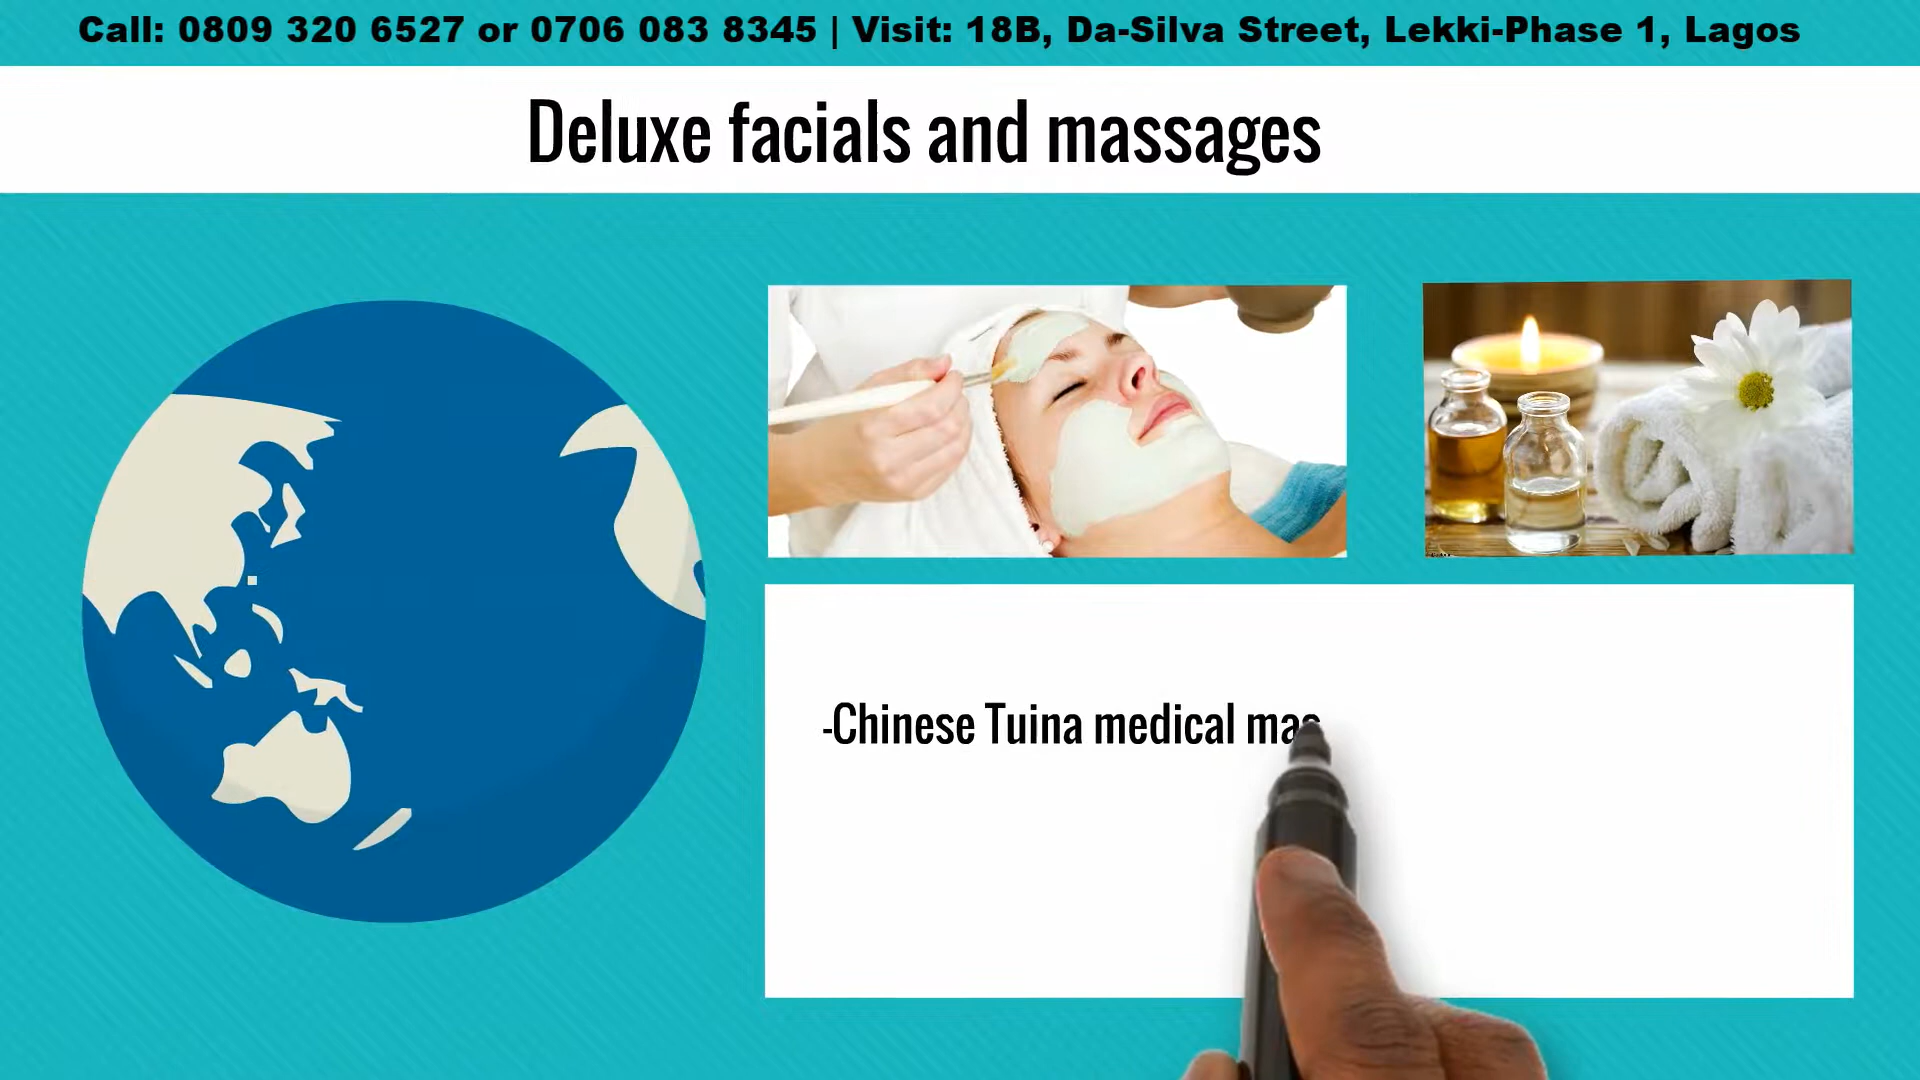 Call: 0809 320 6527 or 0706 083 8345 | Visit: 18B, Da-Silva Street, Lekki-Phase 1, Lagos
Deluxe facials and massages
-Chinese Tuina medical mas